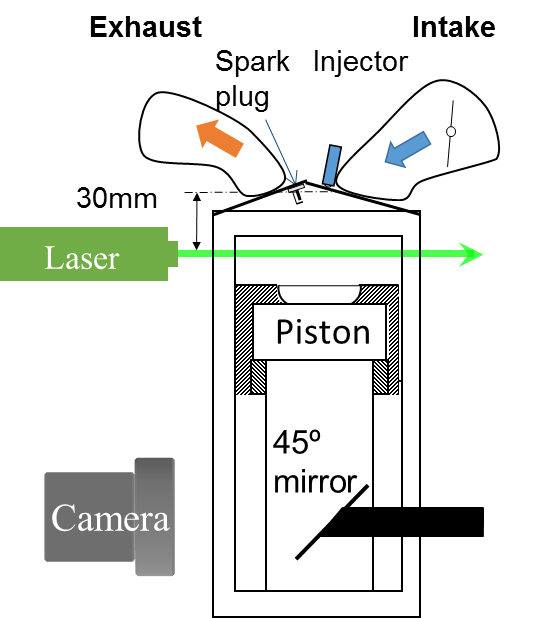 Exhaust
Intake
Spark
plug
Injector
30mm
Laser
Piston
45º
mirror
Camera